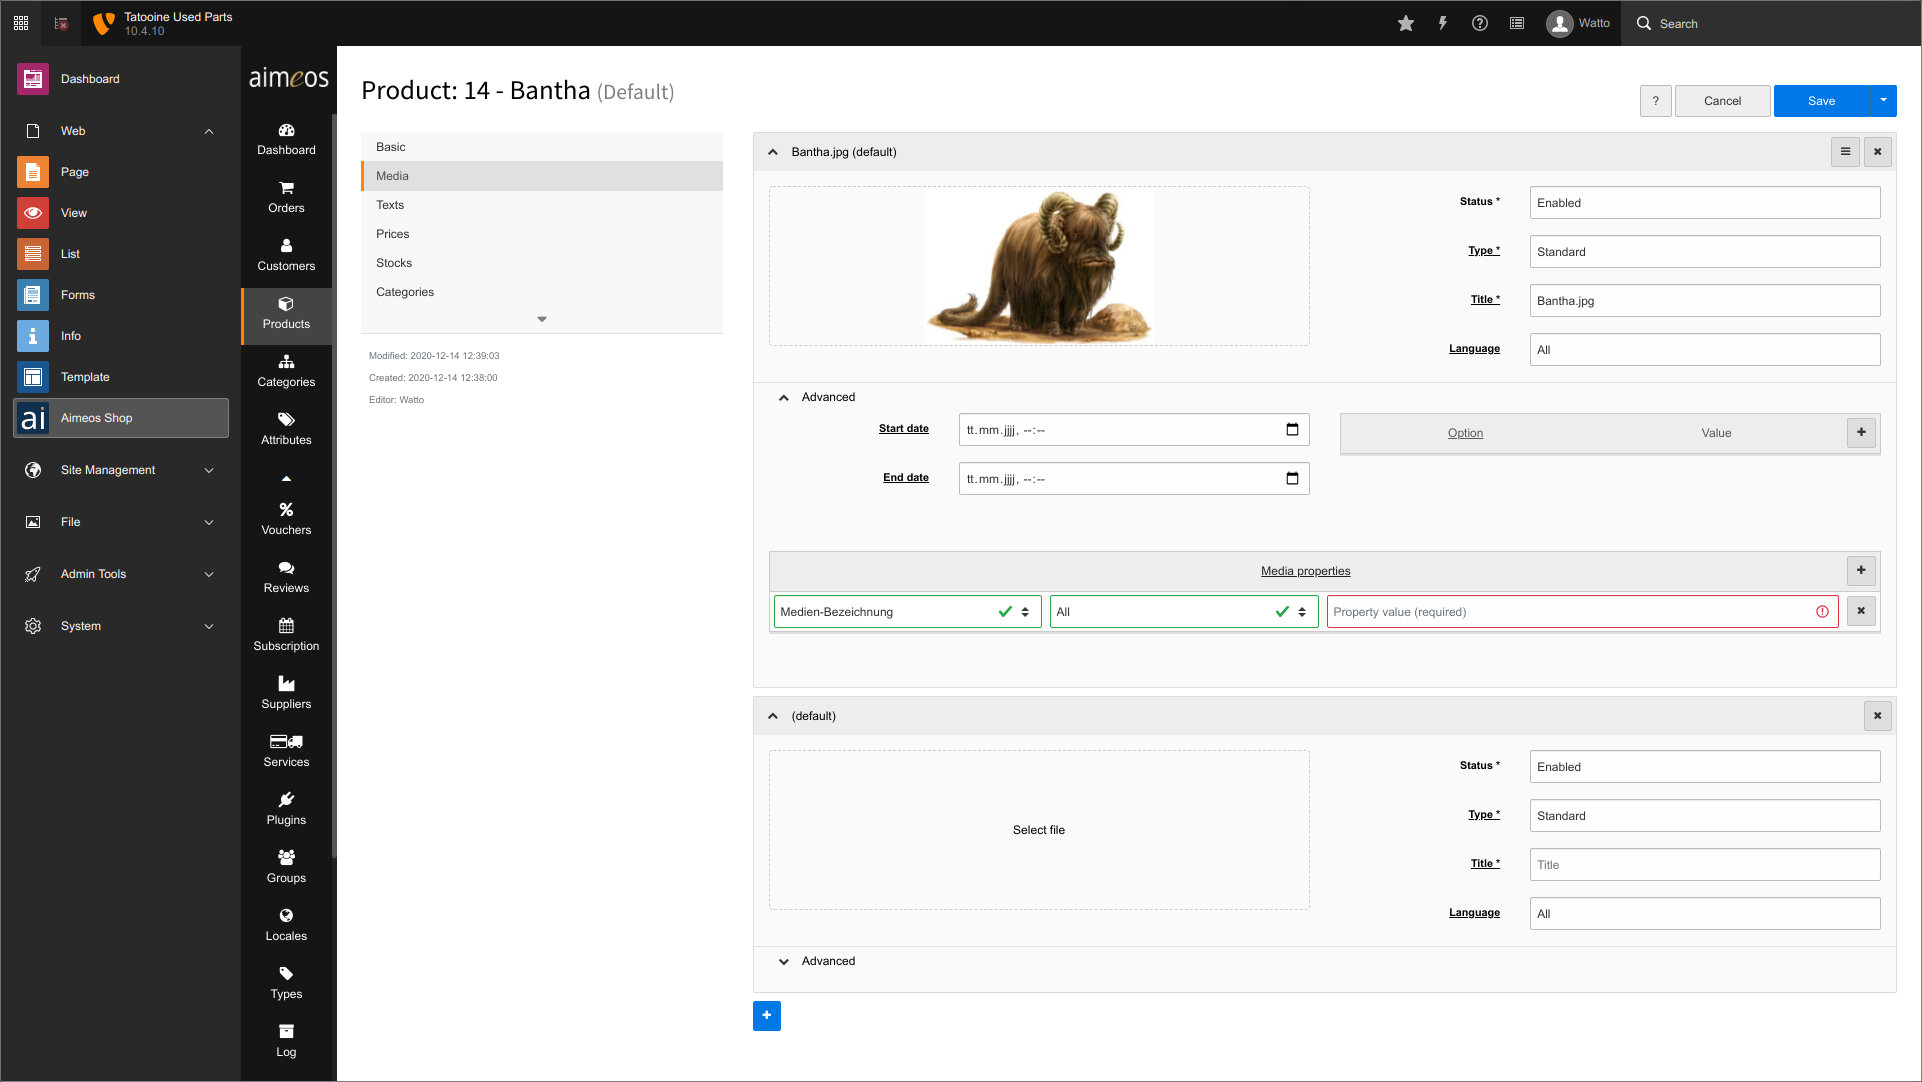 Tatooine Used Parts
10.4.10
Watto
Search
Dashboard
Web
Page
View
List
Forms
Info
Template
ai Aimeos Shop
Site Management
File
Admin Tools
System
aimeos
Dashboard
Orders
Customers
Products
Categories
Attributes
Vouchers
Reviews
Subscription
Suppliers
Services
Plugins
Groups
Locales
Types
Log
Product: 14 - Bantha (Default)
?
Cancel
Save
Basic
Media
Texts
Prices
Stocks
Categories
Modified: 2020-12-14 12:39:03
Created: 2020-12-14 12:38:00
Editor: Watto
Bantha.jpg (default)
Status * Enabled
Type * Standard
Title * Bantha.jpg
Language All
Advanced
Start date tt.mm.jjjj, --:--
End date tt.mm.jjjj, --:--
Option Value
Media properties
Medien-Bezeichnung All Property value (required)
(default)
Select file
Status * Enabled
Type * Standard
Title * Title
Language All
Advanced